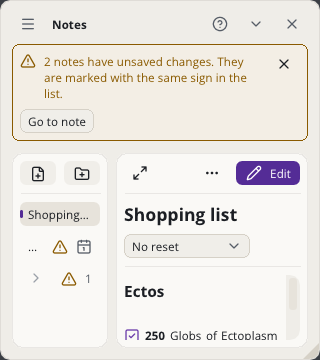 Notes
2 notes have unsaved changes. They
are marked with the same sign in the
list.
Go to note
Edit
Shopping...
...
1
Shopping list
No reset
Ectos
250 Globs of Ectoplasm